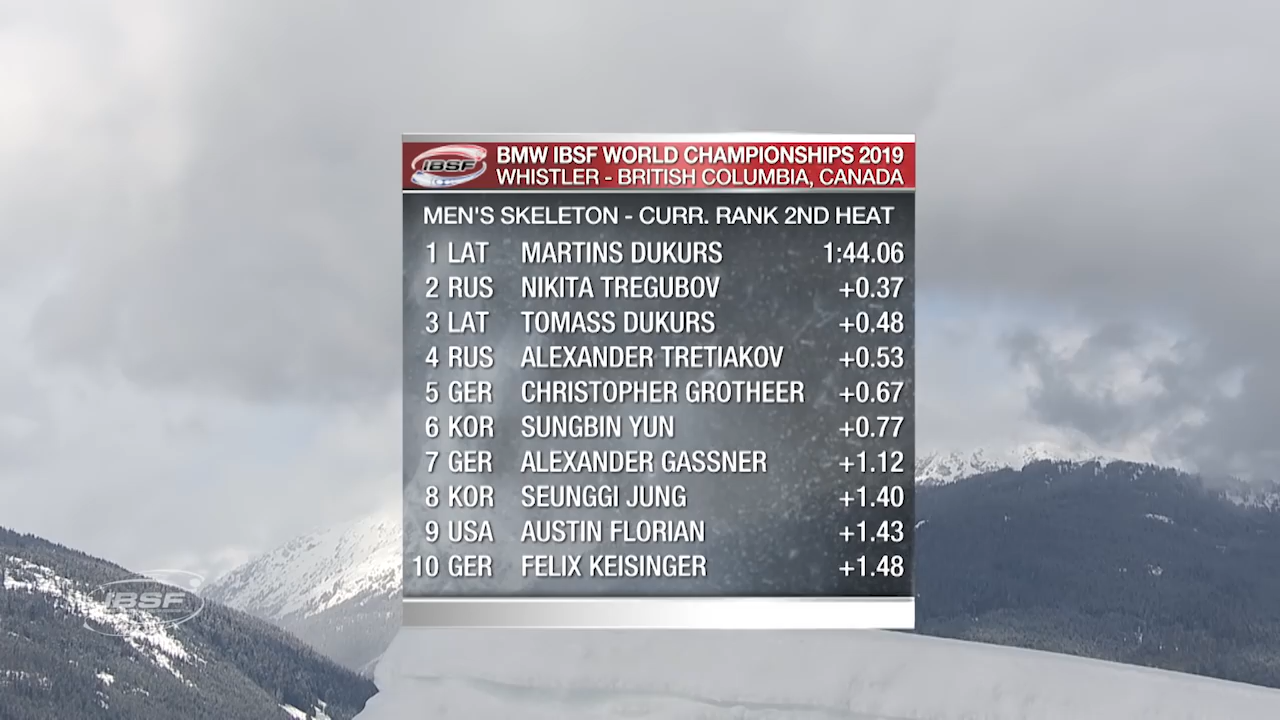 IBSF
BMW IBSF WORLD CHAMPIONSHIPS 2019
WHISTLER - BRITISH COLUMBIA, CANADA
MEN'S SKELETON - CURR. RANK 2ND HEAT
1 LAT MARTINS DUKURS 1:44.06
2 RUS NIKITA TREGUBOV +0.37
3 LAT TOMASS DUKURS +0.48
4 RUS ALEXANDER TRETIAKOV +0.53
5 GER CHRISTOPHER GROTHEER +0.67
6 KOR SUNGBIN YUN +0.77
7 GER ALEXANDER GASSNER +1.12
8 KOR SEUNGGI JUNG +1.40
9 USA AUSTIN FLORIAN +1.43
10 GER FELIX KEISINGER +1.48
IBSF